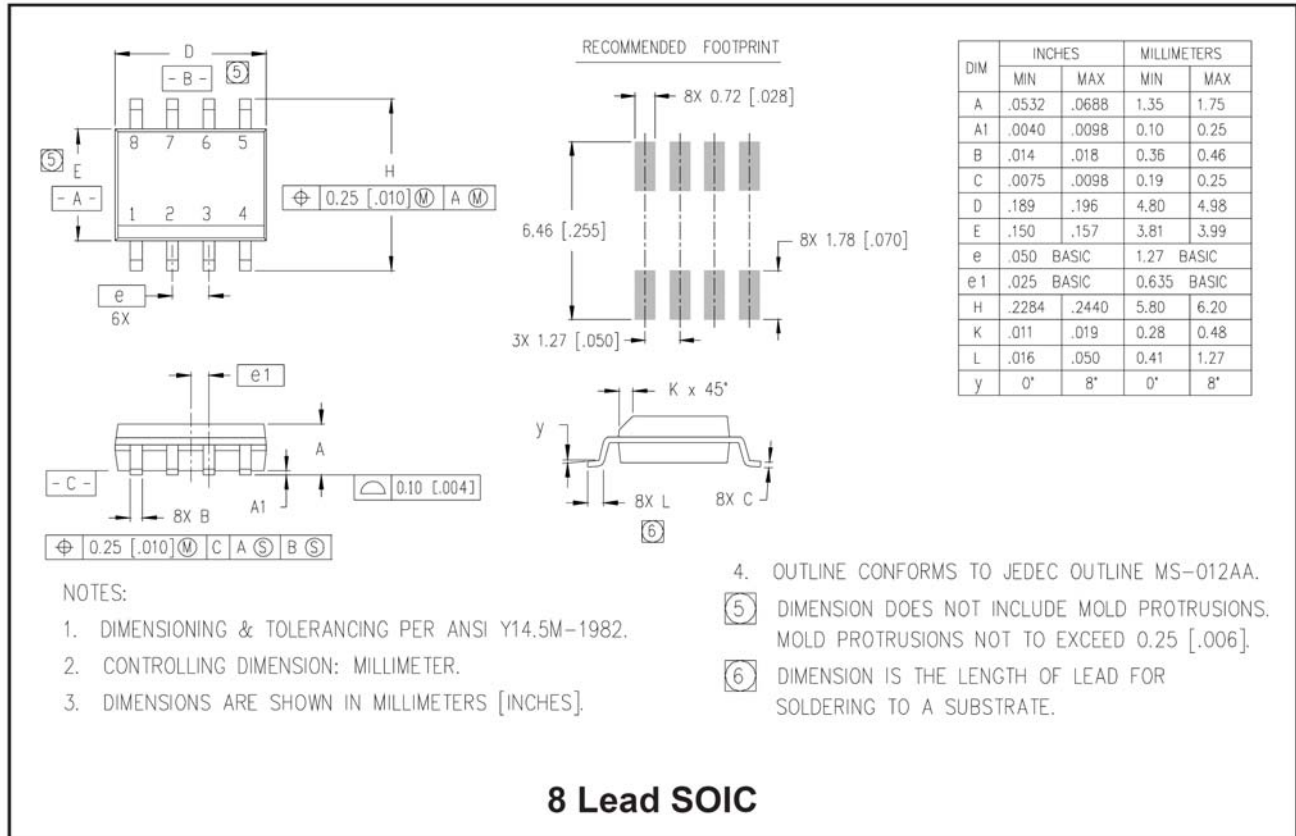 D
- B -
5
8 7 6 5
5
E
- A -
H
⌖ 0.25 [.010] Ⓜ A Ⓜ
1 2 3 4
e
6X
RECOMMENDED FOOTPRINT
8X 0.72 [.028]
6.46 [.255]
8X 1.78 [.070]
3X 1.27 [.050]
DIM INCHES MILLIMETERS
MIN MAX MIN MAX
A .0532 .0688 1.35 1.75
A1 .0040 .0098 0.10 0.25
B .014 .018 0.36 0.46
C .0075 .0098 0.19 0.25
D .189 .196 4.80 4.98
E .150 .157 3.81 3.99
e .050 BASIC 1.27 BASIC
e1 .025 BASIC 0.635 BASIC
H .2284 .2440 5.80 6.20
K .011 .019 0.28 0.48
L .016 .050 0.41 1.27
y 0° 8° 0° 8°
e1
A
- C -
A1
8X B
⌓ 0.10 [.004]
⌖ 0.25 [.010] Ⓜ C A Ⓢ B Ⓢ
K x 45°
y
8X L
8X C
6
NOTES:
1. DIMENSIONING & TOLERANCING PER ANSI Y14.5M-1982.
2. CONTROLLING DIMENSION: MILLIMETER.
3. DIMENSIONS ARE SHOWN IN MILLIMETERS [INCHES].
4. OUTLINE CONFORMS TO JEDEC OUTLINE MS-012AA.
5 DIMENSION DOES NOT INCLUDE MOLD PROTRUSIONS.
MOLD PROTRUSIONS NOT TO EXCEED 0.25 [.006].
6 DIMENSION IS THE LENGTH OF LEAD FOR
SOLDERING TO A SUBSTRATE.
8 Lead SOIC